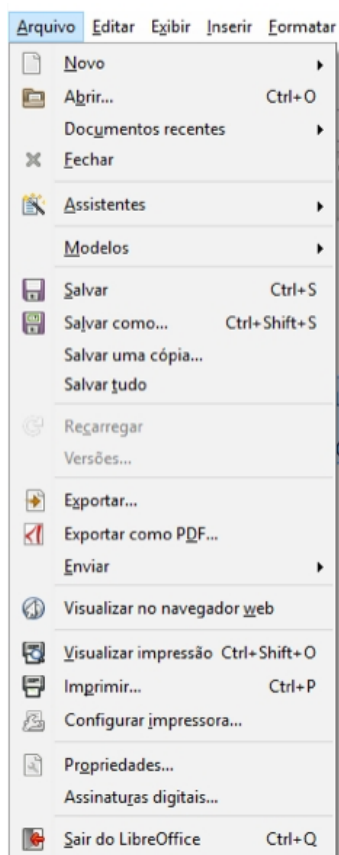 Arquivo Editar Exibir Inserir Formatar
Novo
Abrir... Ctrl+O
Documentos recentes
Fechar
Assistentes
Modelos
Salvar Ctrl+S
Salvar como... Ctrl+Shift+S
Salvar uma cópia...
Salvar tudo
Recarregar
Versões...
Exportar...
Exportar como PDF...
Enviar
Visualizar no navegador web
Visualizar impressão Ctrl+Shift+O
Imprimir... Ctrl+P
Configurar impressora...
Propriedades...
Assinaturas digitais...
Sair do LibreOffice Ctrl+Q